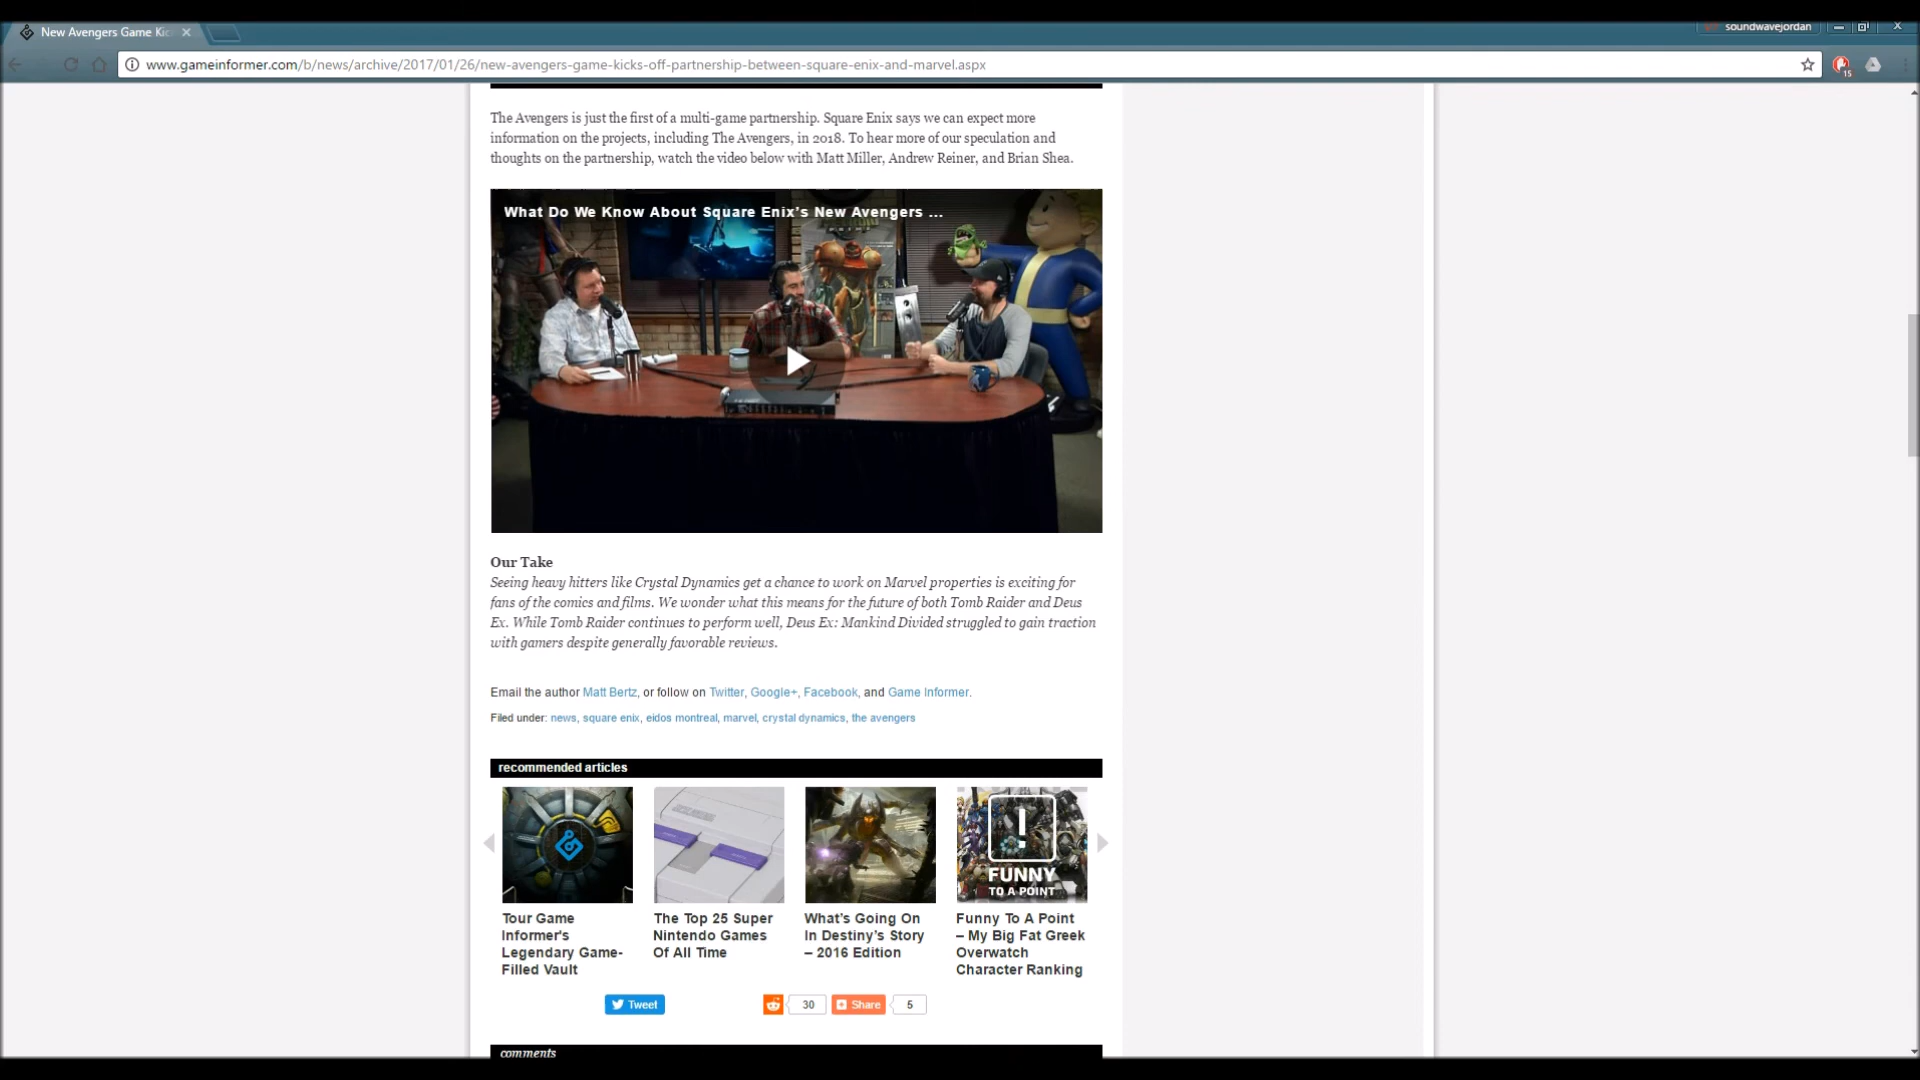 New Avengers Game Kic
soundwavejordan
www.gameinformer.com/b/news/archive/2017/01/26/new-avengers-game-kicks-off-partnership-between-square-enix-and-marvel.aspx
15
The Avengers is just the first of a multi-game partnership. Square Enix says we can expect more
information on the projects, including The Avengers, in 2018. To hear more of our speculation and
thoughts on the partnership, watch the video below with Matt Miller, Andrew Reiner, and Brian Shea.
What Do We Know About Square Enix's New Avengers ...
Our Take
Seeing heavy hitters like Crystal Dynamics get a chance to work on Marvel properties is exciting for
fans of the comics and films. We wonder what this means for the future of both Tomb Raider and Deus
Ex. While Tomb Raider continues to perform well, Deus Ex: Mankind Divided struggled to gain traction
with gamers despite generally favorable reviews.
Email the author Matt Bertz, or follow on Twitter, Google+, Facebook, and Game Informer.
Filed under: news, square enix, eidos montreal, marvel, crystal dynamics, the avengers
recommended articles
FUNNY
TO A POINT
Tour Game
Informer's
Legendary Game-
Filled Vault
The Top 25 Super
Nintendo Games
Of All Time
What's Going On
In Destiny's Story
– 2016 Edition
Funny To A Point
– My Big Fat Greek
Overwatch
Character Ranking
Tweet
30
Share
5
comments